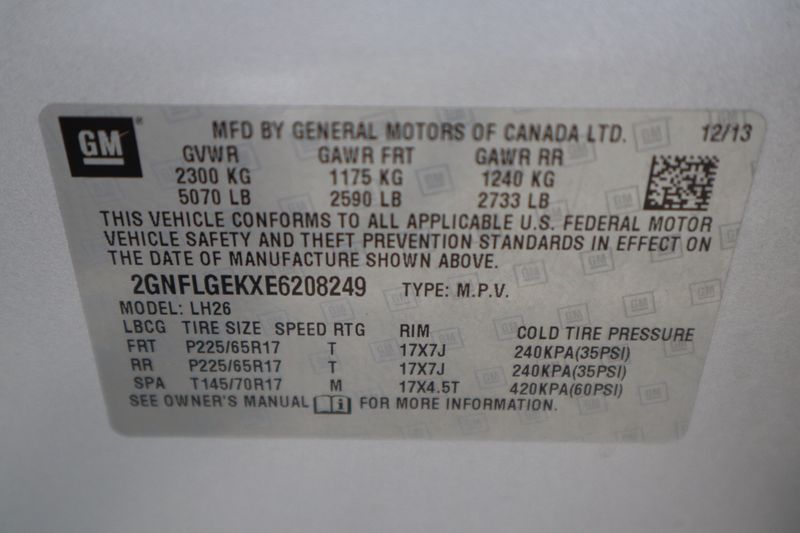 GM
MFD BY GENERAL MOTORS OF CANADA LTD. 12/13
GVWR GAWR FRT GAWR RR
2300 KG 1175 KG 1240 KG
5070 LB 2590 LB 2733 LB
THIS VEHICLE CONFORMS TO ALL APPLICABLE U.S. FEDERAL MOTOR
VEHICLE SAFETY AND THEFT PREVENTION STANDARDS IN EFFECT ON
THE DATE OF MANUFACTURE SHOWN ABOVE.
2GNFLGEKXE6208249 TYPE: M.P.V.
MODEL: LH26
LBCG TIRE SIZE SPEED RTG RIM COLD TIRE PRESSURE
FRT P225/65R17 T 17X7J 240KPA(35PSI)
RR P225/65R17 T 17X7J 240KPA(35PSI)
SPA T145/70R17 M 17X4.5T 420KPA(60PSI)
SEE OWNER'S MANUAL i FOR MORE INFORMATION.